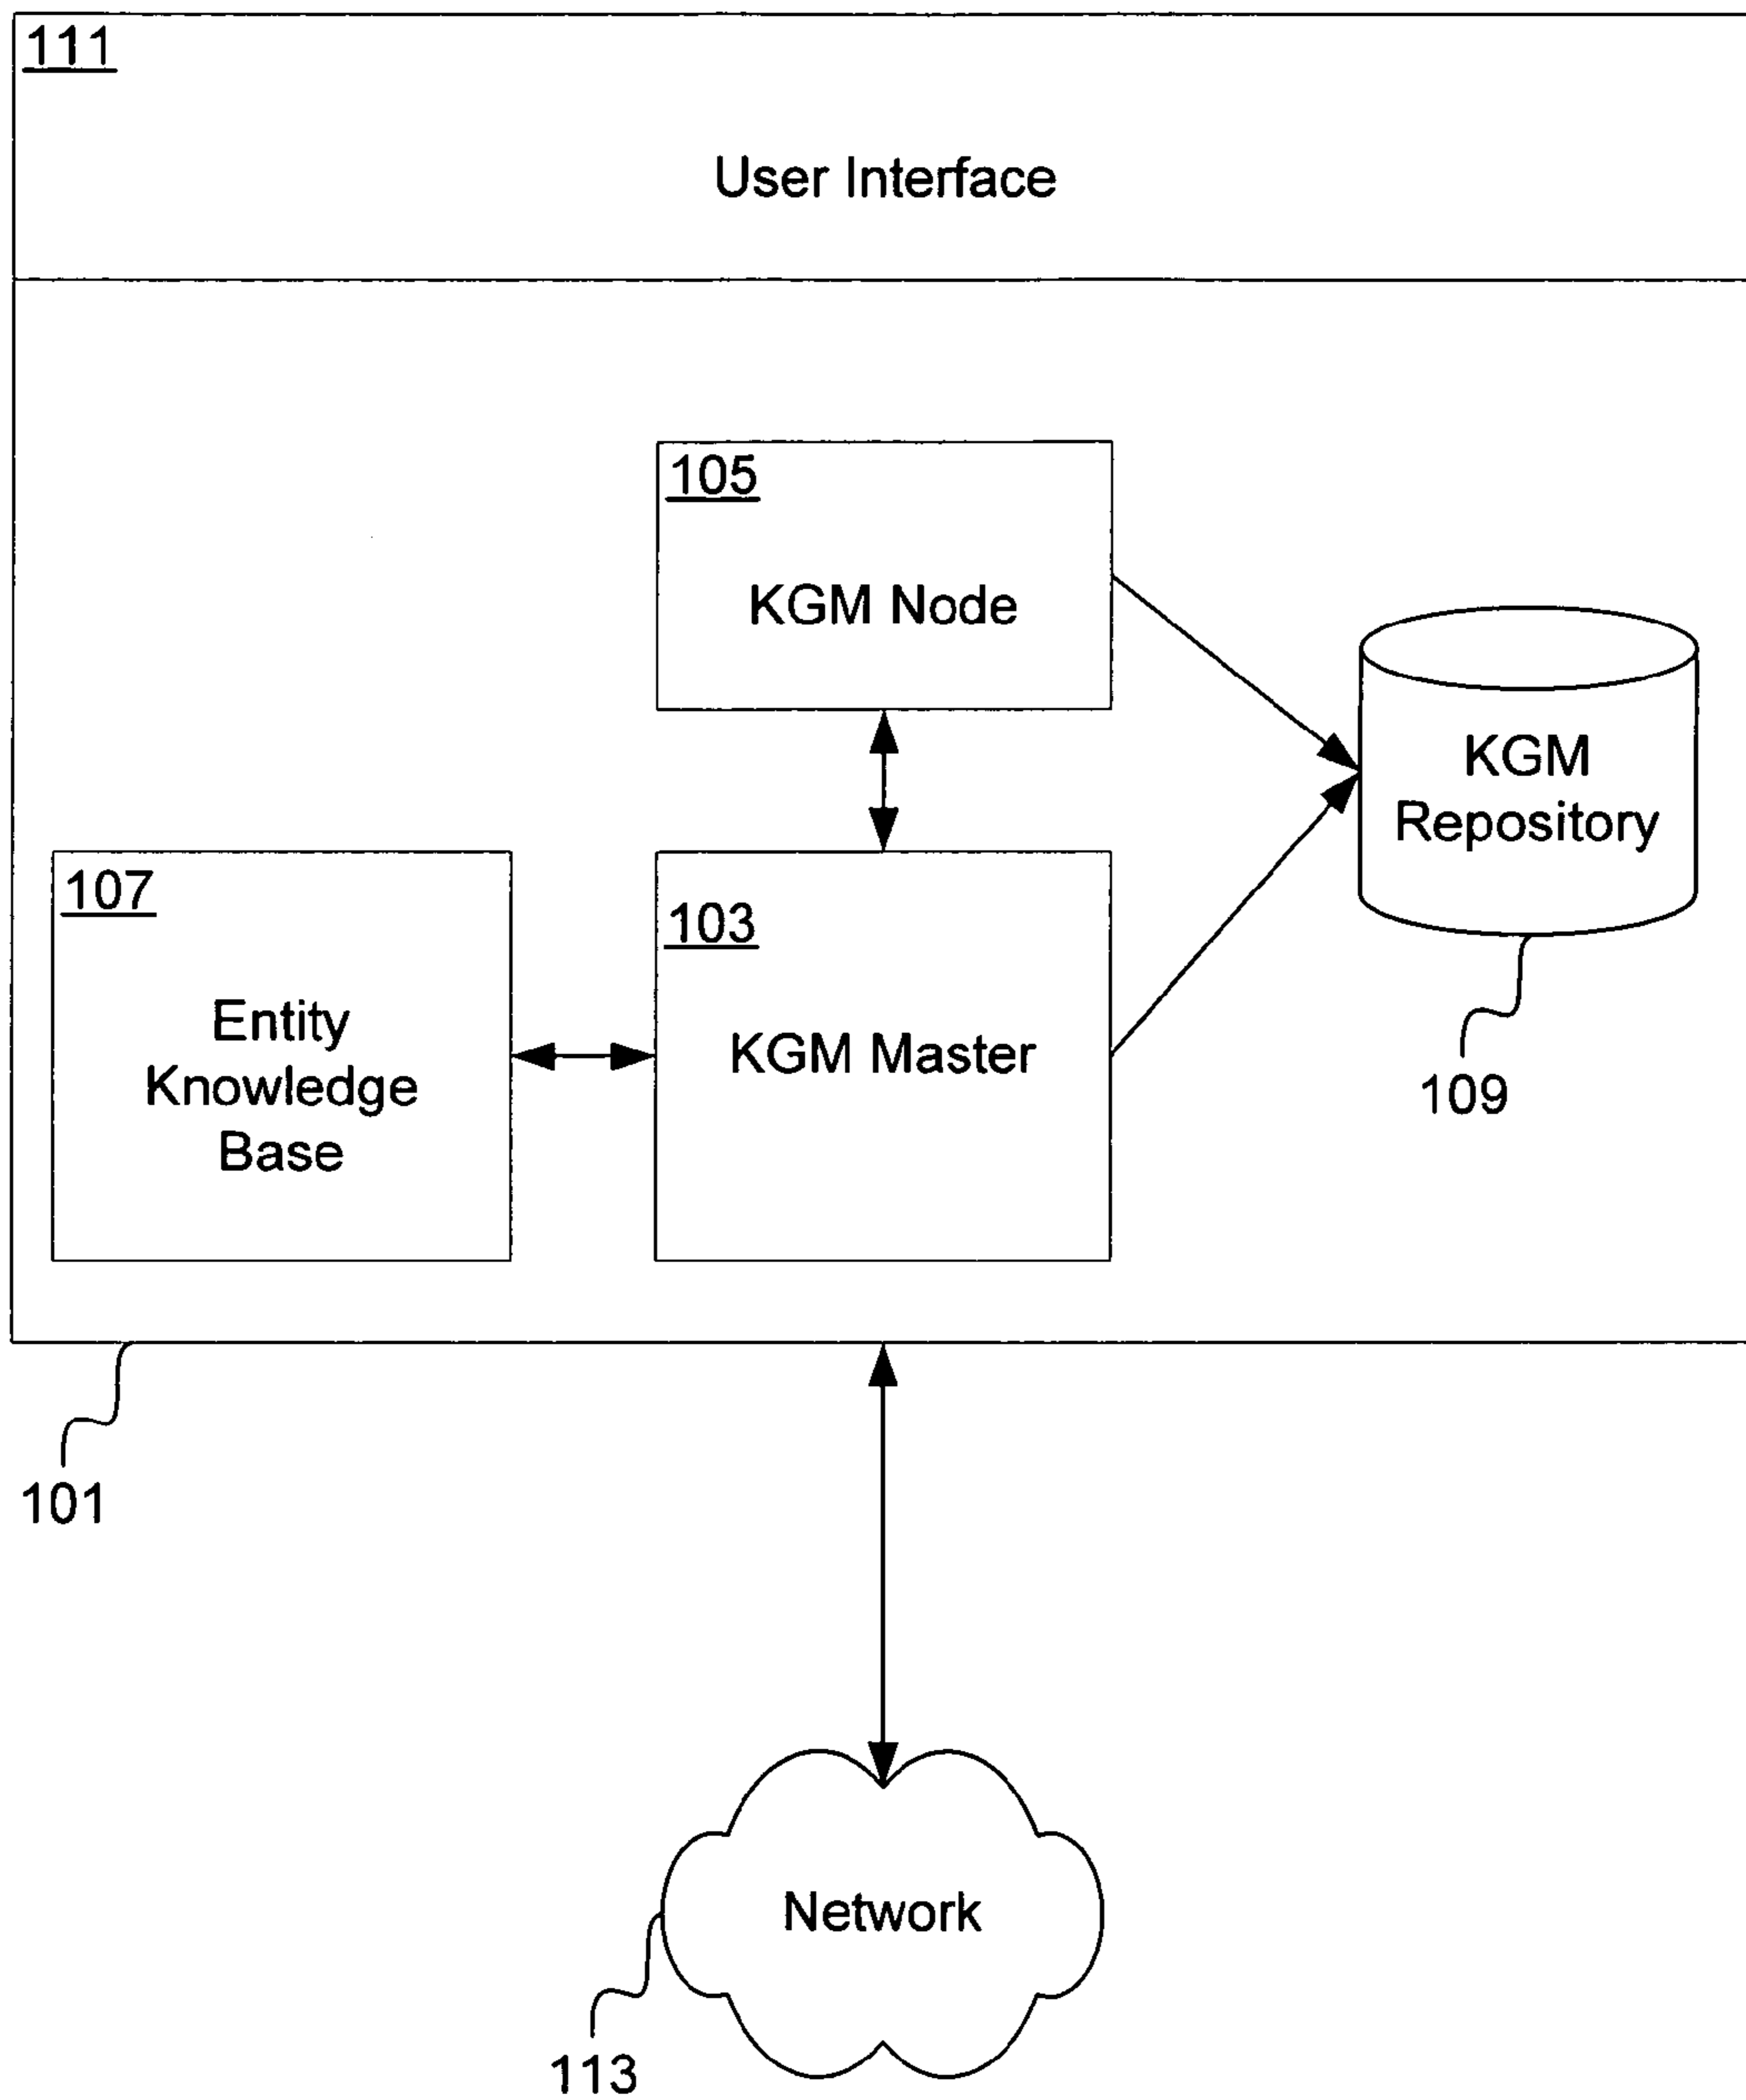 111
User Interface
105
KGM Node
KGM
Repository
107
Entity
Knowledge
Base
103
KGM Master
109
101
Network
113